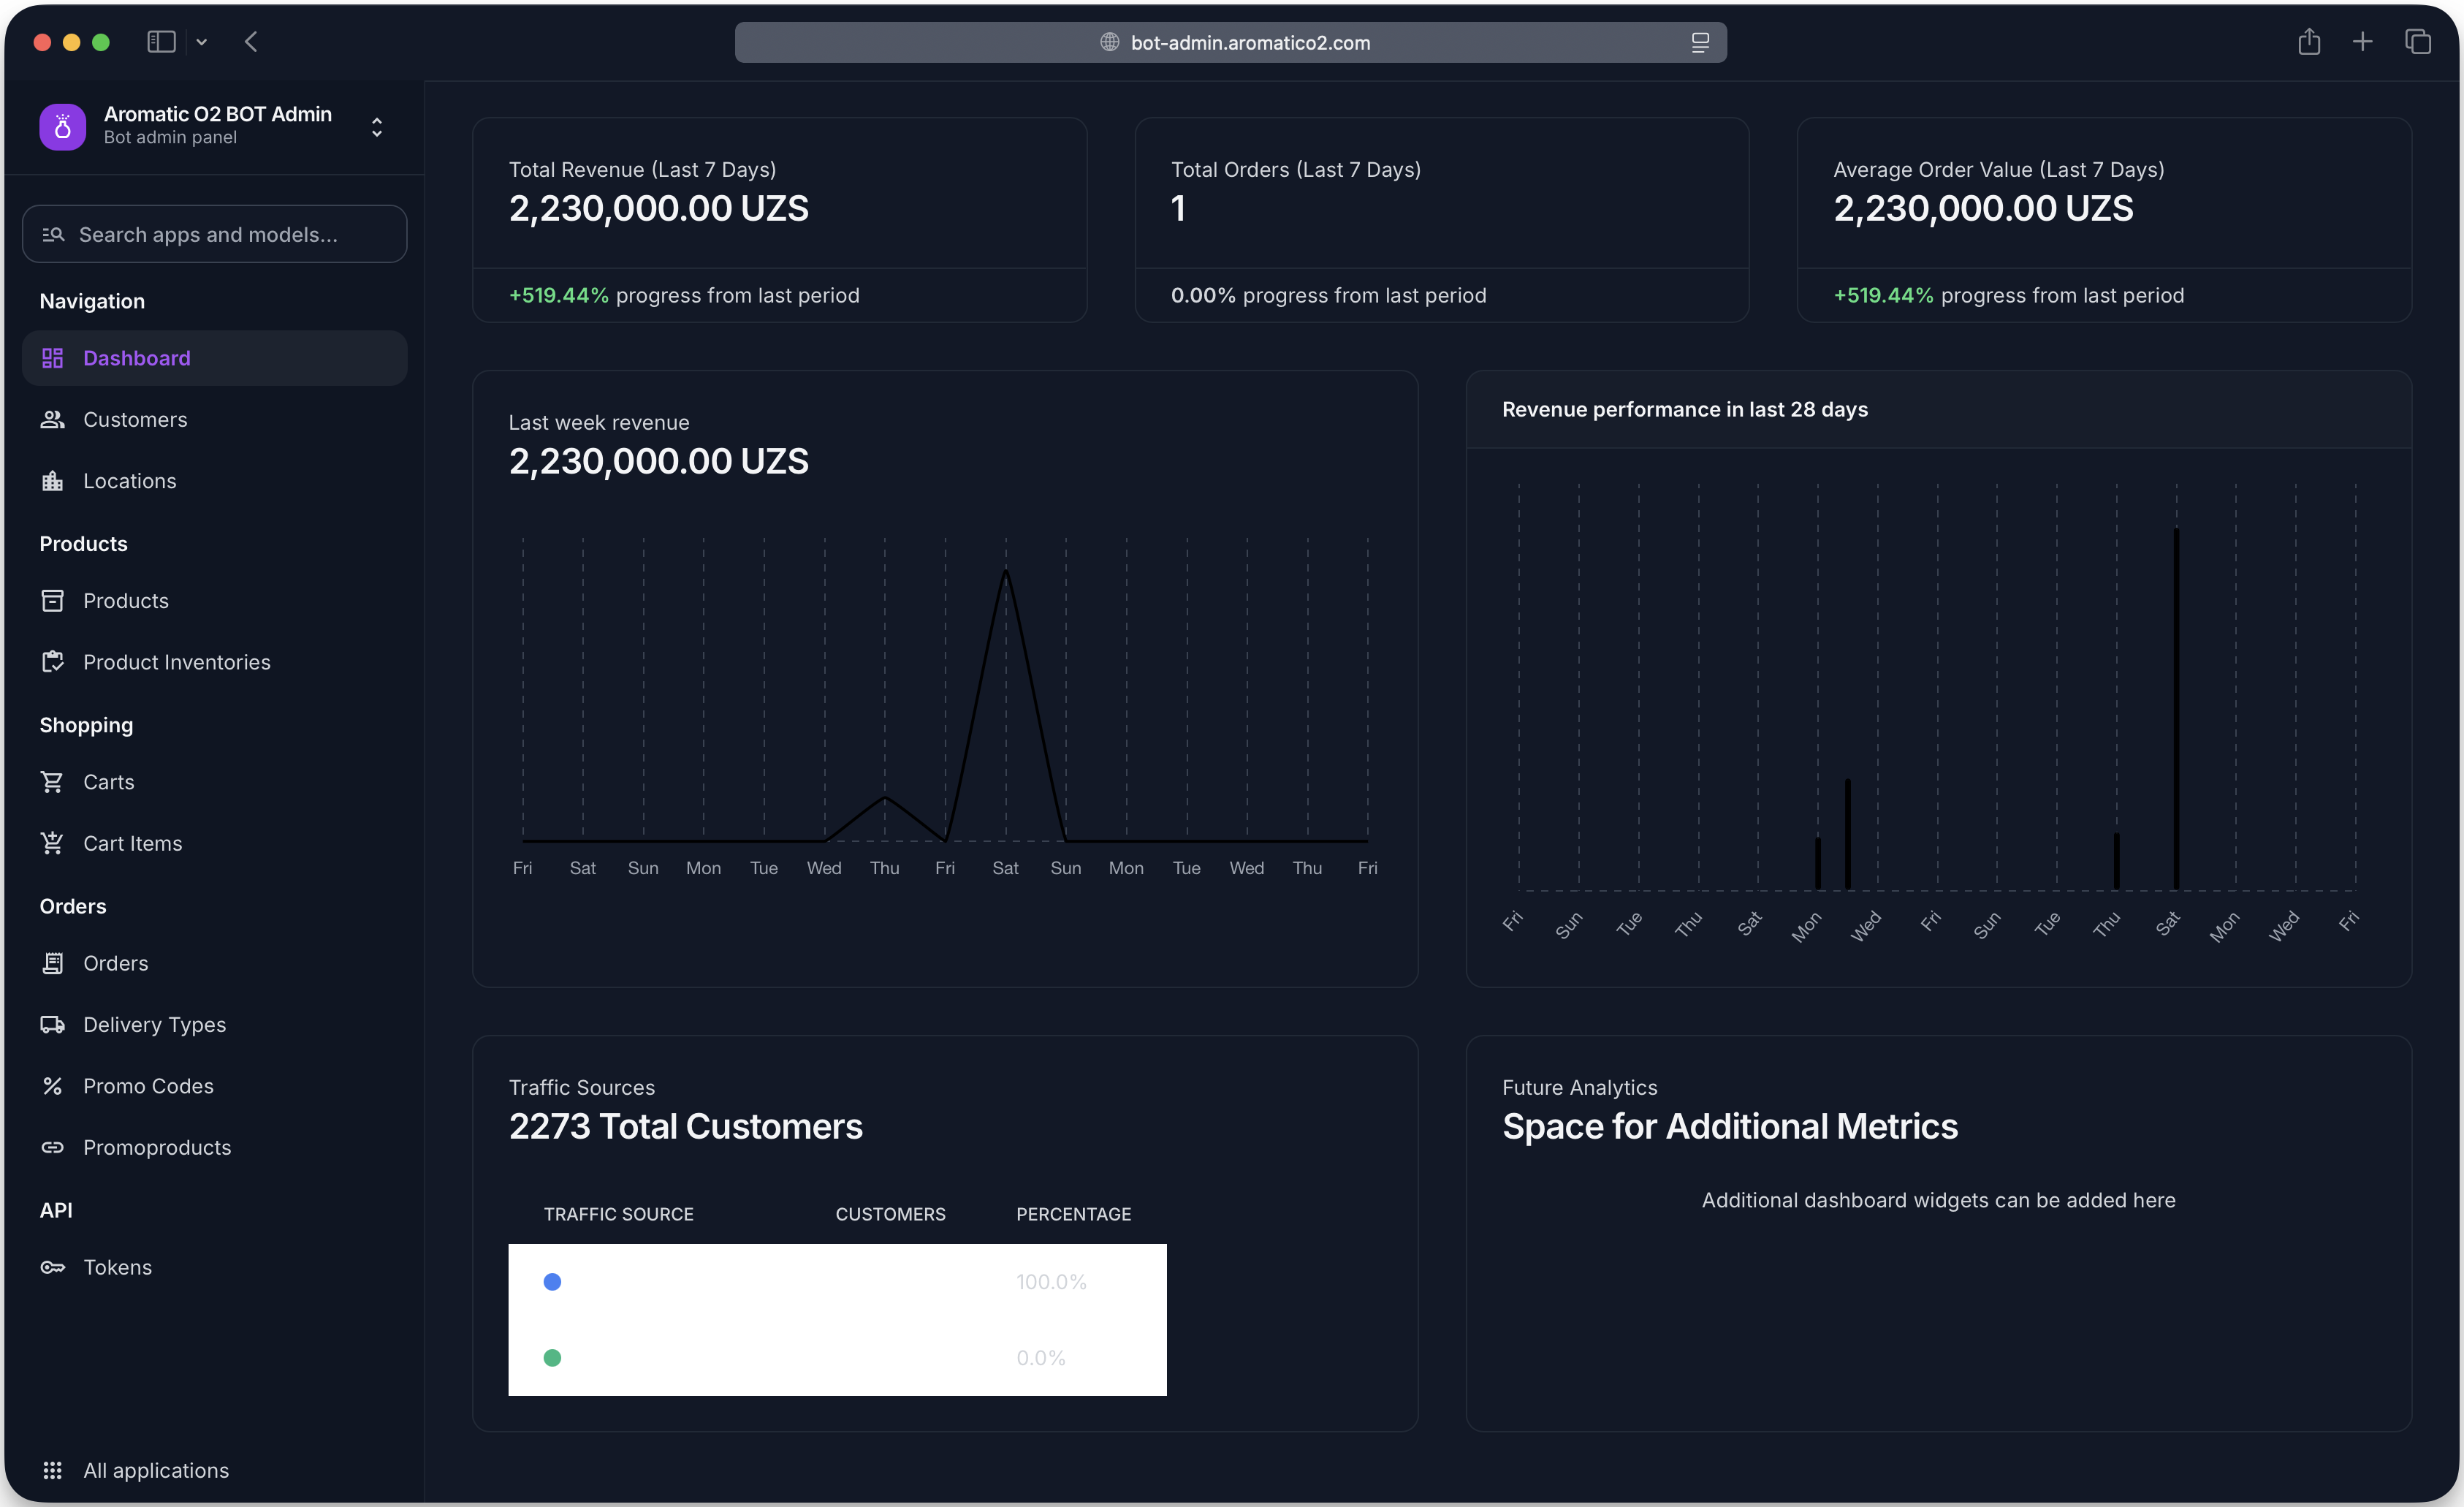 bot-admin.aromatico2.com
Aromatic O2 BOT Admin
Bot admin panel
Search apps and models...
Navigation
Dashboard
Customers
Locations
Products
Products
Product Inventories
Shopping
Carts
Cart Items
Orders
Orders
Delivery Types
Promo Codes
Promoproducts
API
Tokens
All applications
Total Revenue (Last 7 Days)
2,230,000.00 UZS
+519.44% progress from last period
Total Orders (Last 7 Days)
1
0.00% progress from last period
Average Order Value (Last 7 Days)
2,230,000.00 UZS
+519.44% progress from last period
Last week revenue
2,230,000.00 UZS
Fri Sat Sun Mon Tue Wed Thu Fri Sat Sun Mon Tue Wed Thu Fri
Revenue performance in last 28 days
Fri Sun Tue Thu Sat Mon Wed Fri Sun Tue Thu Sat Mon Wed Fri
Traffic Sources
2273 Total Customers
TRAFFIC SOURCE CUSTOMERS PERCENTAGE
100.0%
0.0%
Future Analytics
Space for Additional Metrics
Additional dashboard widgets can be added here